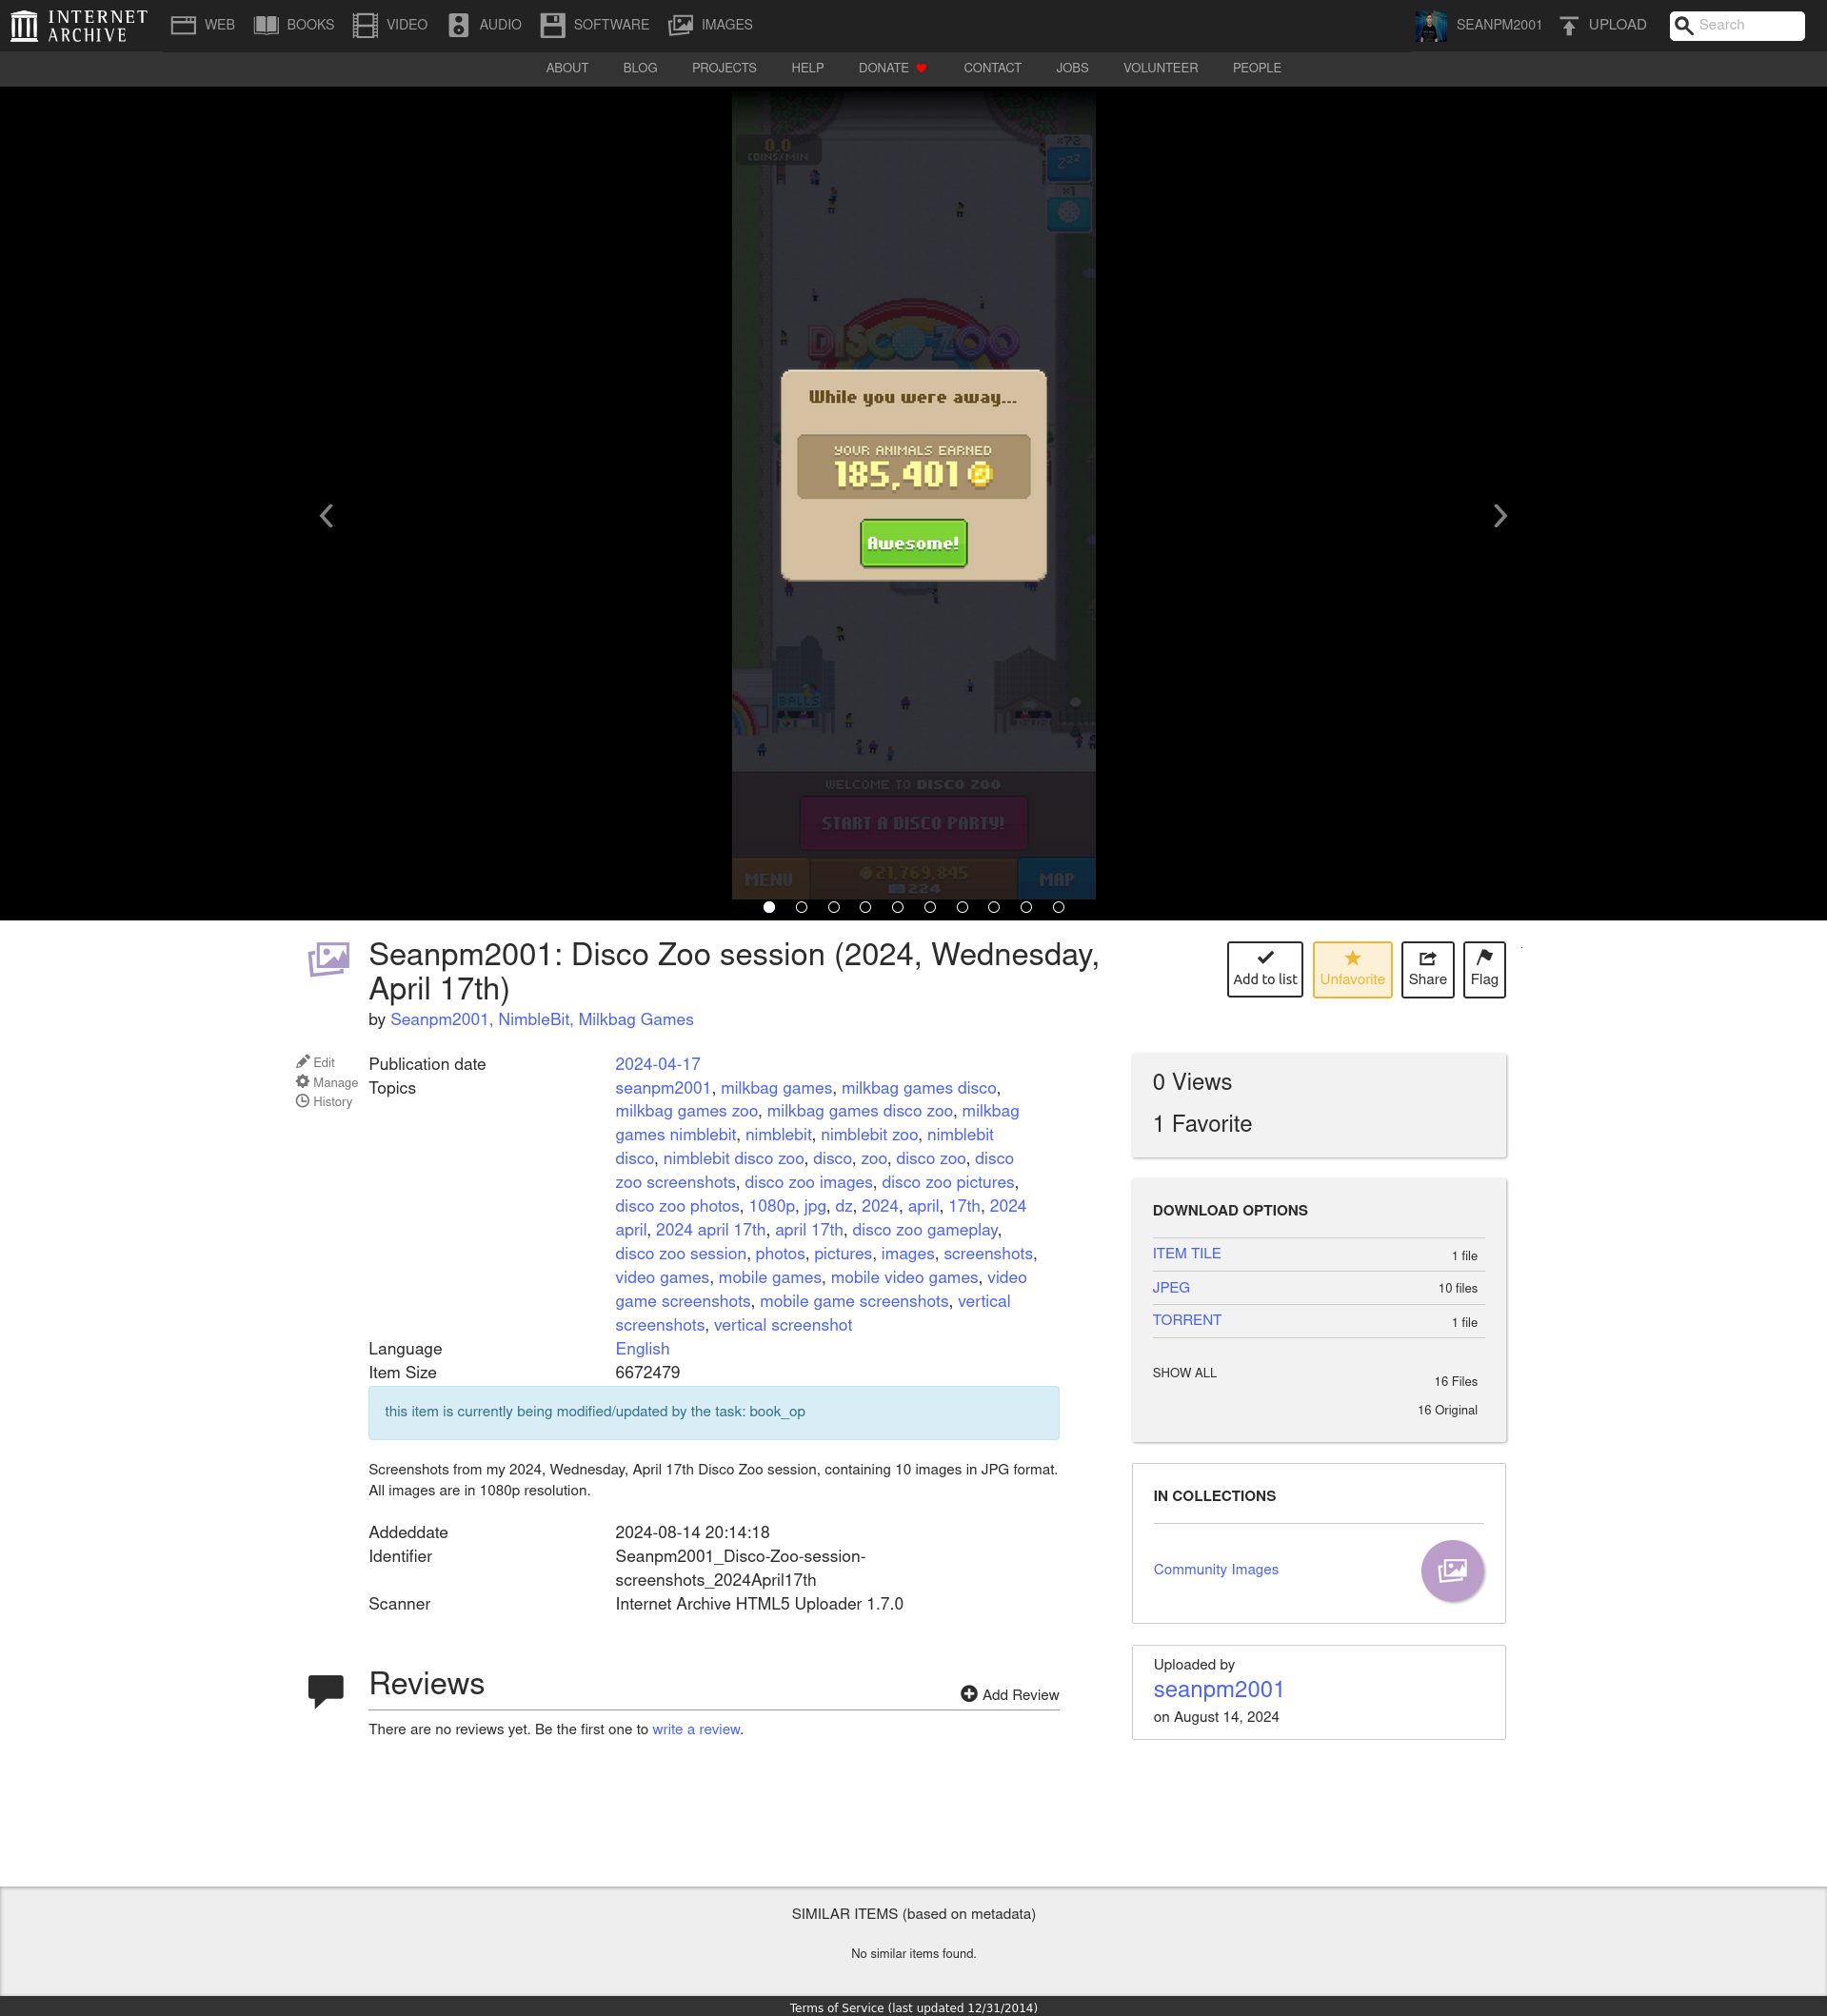 INTERNET ARCHIVE WEB BOOKS VIDEO AUDIO SOFTWARE IMAGES SEANPM2001 UPLOAD Search
ABOUT BLOG PROJECTS HELP DONATE CONTACT JOBS VOLUNTEER PEOPLE
0.0
COINS/MIN
x72
zzz
x1
DISCO ZOO
While you were away...
YOUR ANIMALS EARNED
185,401
Awesome!
BALLS
WELCOME TO DISCO ZOO
START A DISCO PARTY!
MENU 21,769,845 MAP
224
Seanpm2001: Disco Zoo session (2024, Wednesday,
April 17th)
by Seanpm2001, NimbleBit, Milkbag Games
Add to list Unfavorite Share Flag
Edit
Manage
History
Publication date 2024-04-17
Topics seanpm2001, milkbag games, milkbag games disco,
milkbag games zoo, milkbag games disco zoo, milkbag
games nimblebit, nimblebit, nimblebit zoo, nimblebit
disco, nimblebit disco zoo, disco, zoo, disco zoo, disco
zoo screenshots, disco zoo images, disco zoo pictures,
disco zoo photos, 1080p, jpg, dz, 2024, april, 17th, 2024
april, 2024 april 17th, april 17th, disco zoo gameplay,
disco zoo session, photos, pictures, images, screenshots,
video games, mobile games, mobile video games, video
game screenshots, mobile game screenshots, vertical
screenshots, vertical screenshot
Language English
Item Size 6672479
this item is currently being modified/updated by the task: book_op
Screenshots from my 2024, Wednesday, April 17th Disco Zoo session, containing 10 images in JPG format.
All images are in 1080p resolution.
Addeddate 2024-08-14 20:14:18
Identifier Seanpm2001_Disco-Zoo-session-
screenshots_2024April17th
Scanner Internet Archive HTML5 Uploader 1.7.0
Reviews
Add Review
There are no reviews yet. Be the first one to write a review.
0 Views
1 Favorite
DOWNLOAD OPTIONS
ITEM TILE 1 file
JPEG 10 files
TORRENT 1 file
SHOW ALL 16 Files
16 Original
IN COLLECTIONS
Community Images
Uploaded by
seanpm2001
on August 14, 2024
SIMILAR ITEMS (based on metadata)
No similar items found.
Terms of Service (last updated 12/31/2014)